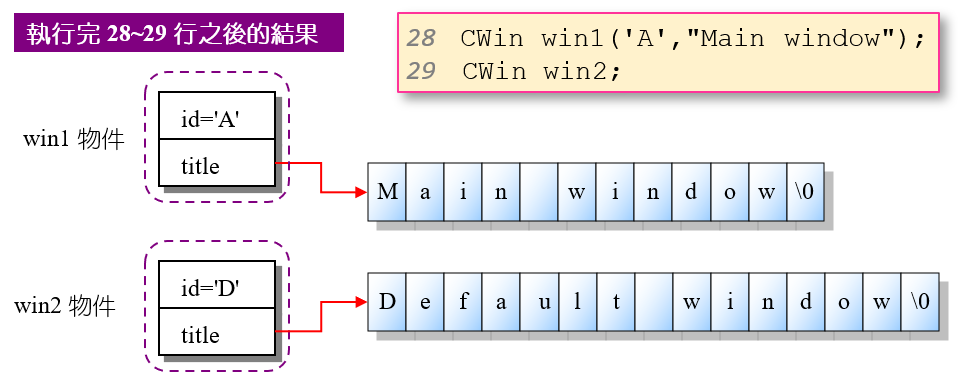 執行完 28~29 行之後的結果
28 CWin win1('A',"Main window");
29 CWin win2;
win1 物件
id='A'
title
M a i n w i n d o w \0
win2 物件
id='D'
title
D e f a u l t w i n d o w \0